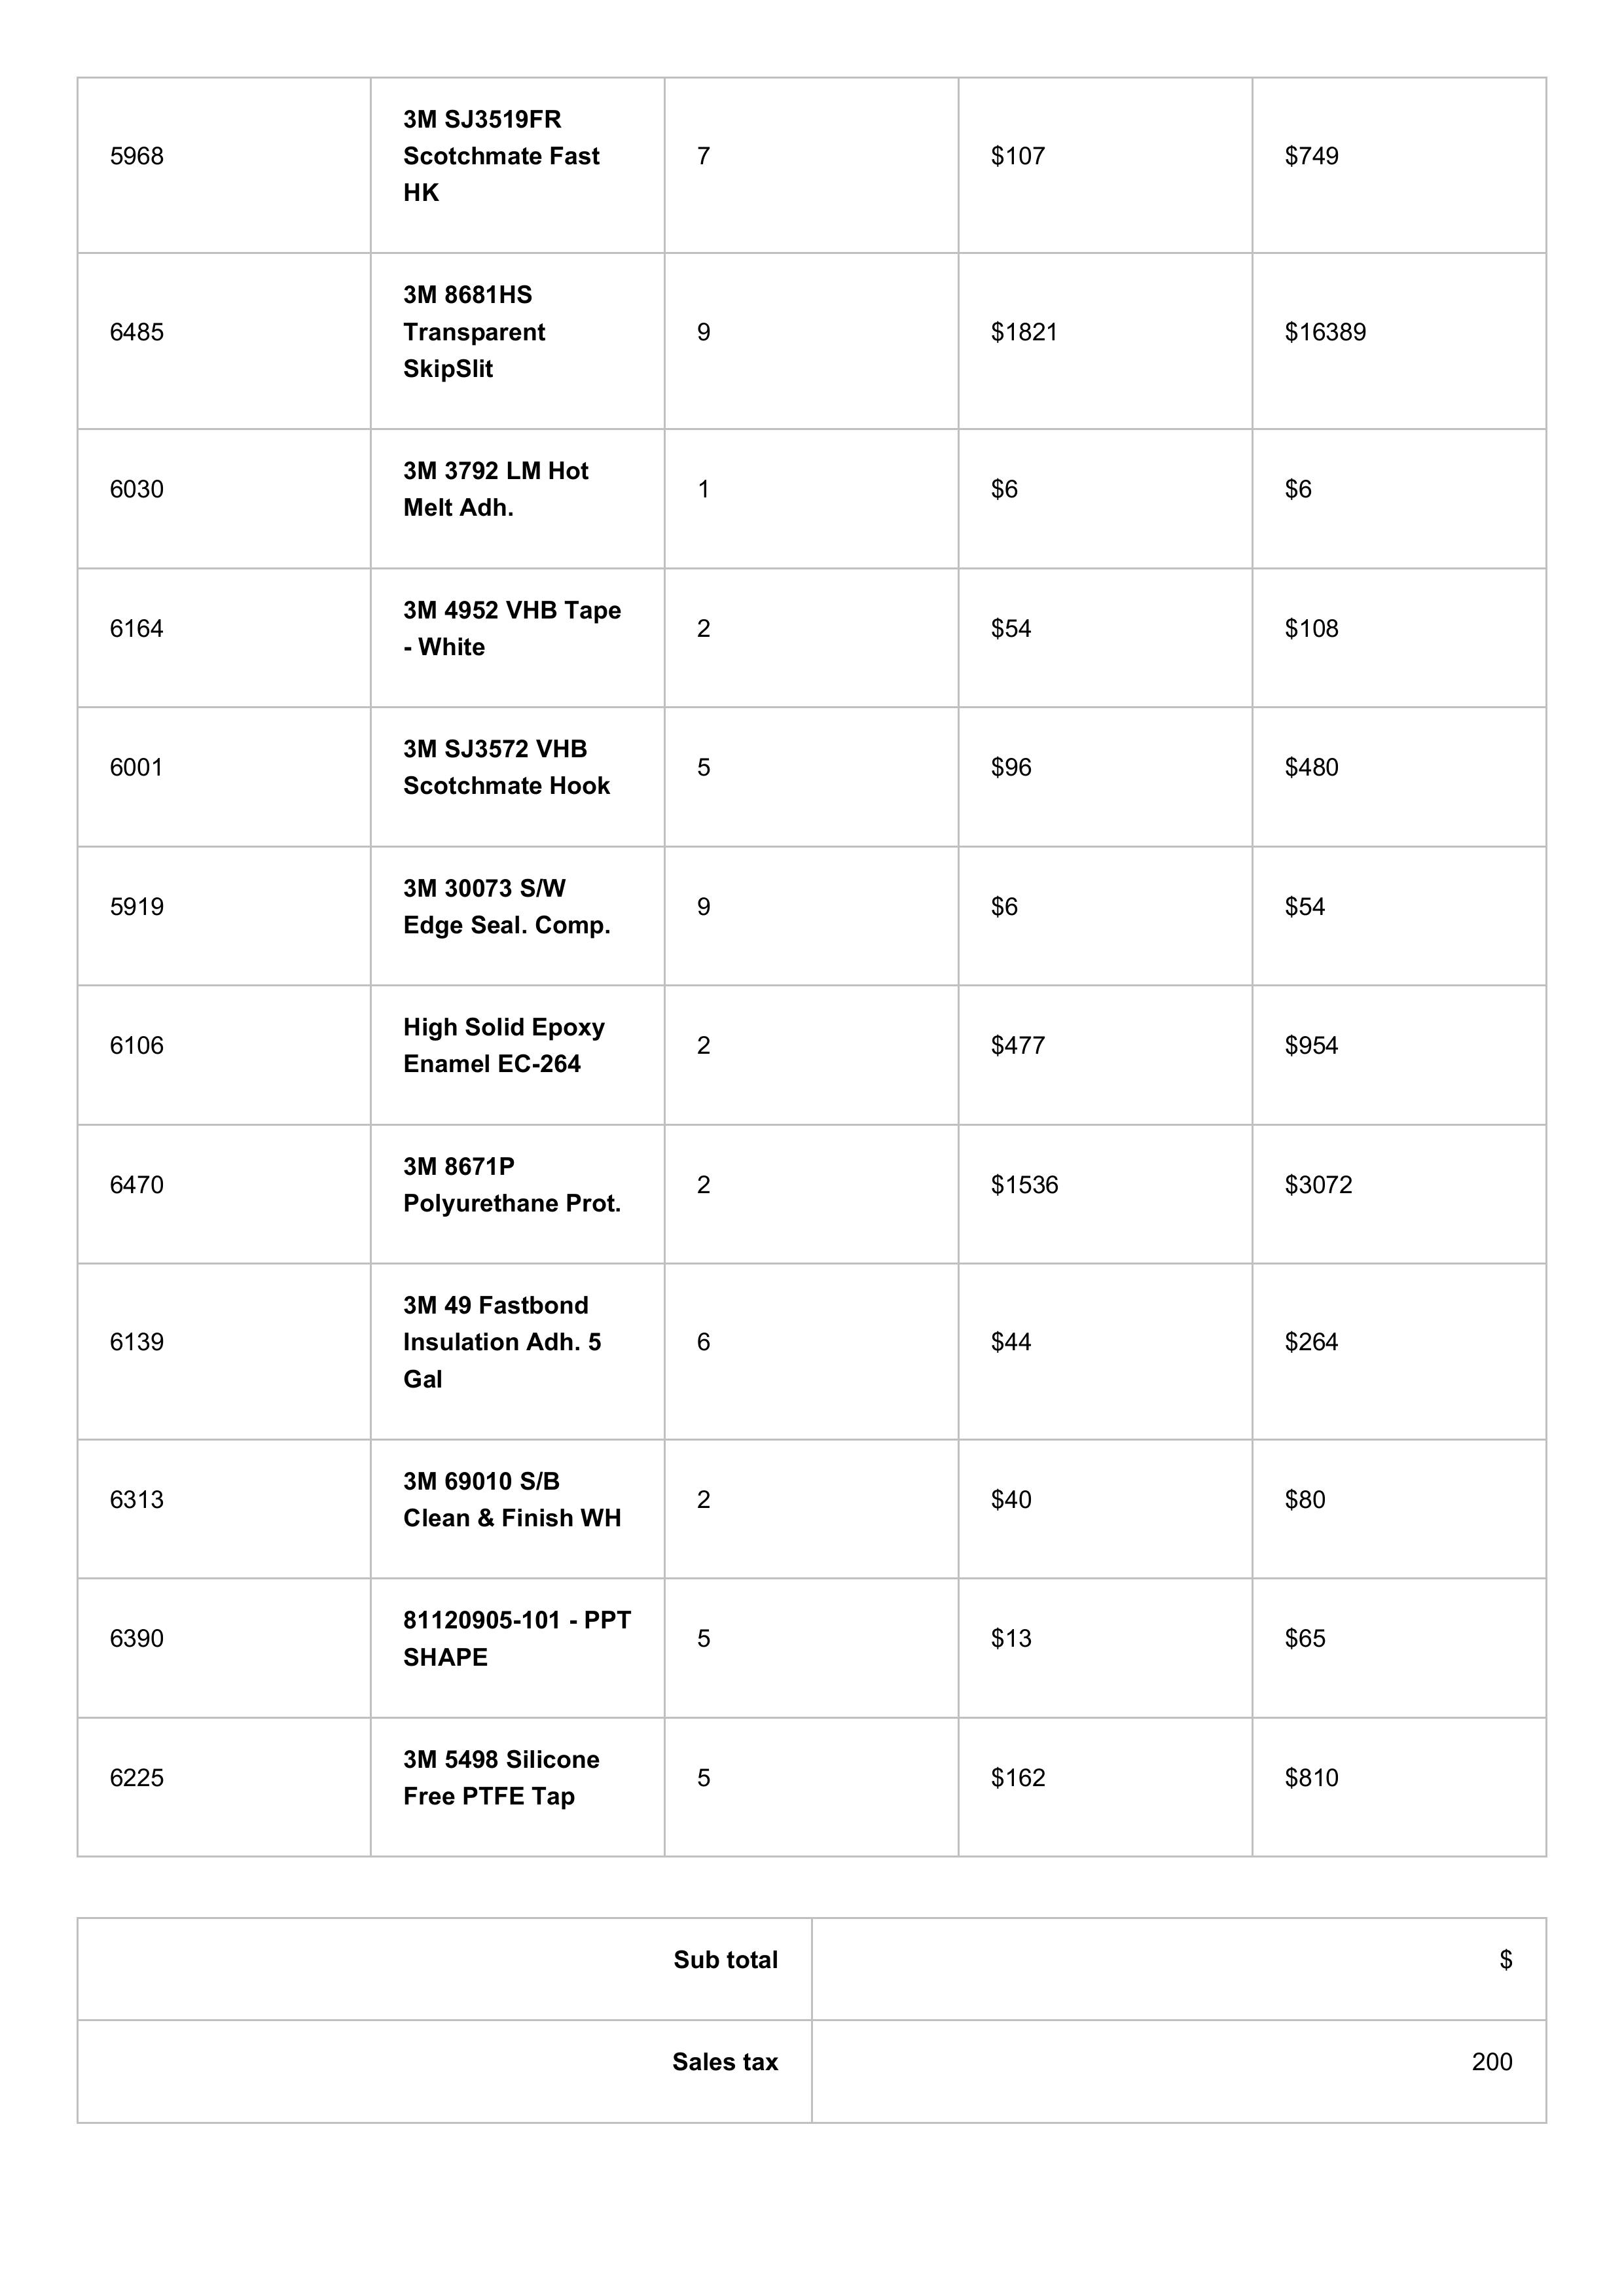 5968
3M SJ3519FR
Scotchmate Fast
HK
7
$107
$749
6485
3M 8681HS
Transparent
SkipSlit
9
$1821
$16389
6030
3M 3792 LM Hot
Melt Adh.
1
$6
$6
6164
3M 4952 VHB Tape
- White
2
$54
$108
6001
3M SJ3572 VHB
Scotchmate Hook
5
$96
$480
5919
3M 30073 S/W
Edge Seal. Comp.
9
$6
$54
6106
High Solid Epoxy
Enamel EC-264
2
$477
$954
6470
3M 8671P
Polyurethane Prot.
2
$1536
$3072
6139
3M 49 Fastbond
Insulation Adh. 5
Gal
6
$44
$264
6313
3M 69010 S/B
Clean & Finish WH
2
$40
$80
6390
81120905-101 - PPT
SHAPE
5
$13
$65
6225
3M 5498 Silicone
Free PTFE Tap
5
$162
$810
Sub total
$
Sales tax
200